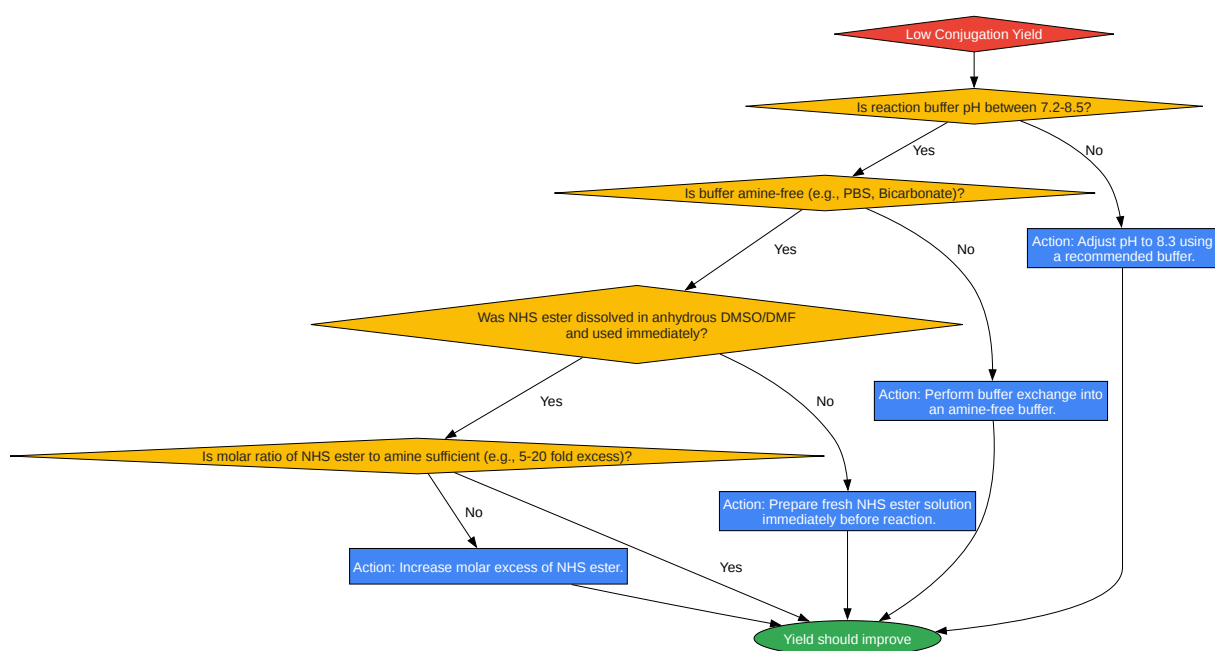 Low Conjugation Yield
Is reaction buffer pH between 7.2-8.5?
Yes
No
Is buffer amine-free (e.g., PBS, Bicarbonate)?
Action: Adjust pH to 8.3 using
a recommended buffer.
Yes
No
Was NHS ester dissolved in anhydrous DMSO/DMF
and used immediately?
Action: Perform buffer exchange into
an amine-free buffer.
Yes
No
Is molar ratio of NHS ester to amine sufficient (e.g., 5-20 fold excess)?
Action: Prepare fresh NHS ester solution
immediately before reaction.
No
Yes
Action: Increase molar excess of NHS ester.
Yield should improve